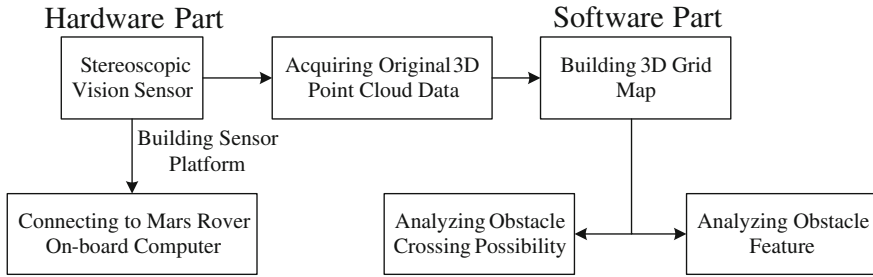 Hardware Part
Software Part
Stereoscopic
Vision Sensor
Acquiring Original 3D
Point Cloud Data
Building 3D Grid
Map
Building Sensor
Platform
Connecting to Mars Rover
On-board Computer
Analyzing Obstacle
Crossing Possibility
Analyzing Obstacle
Feature